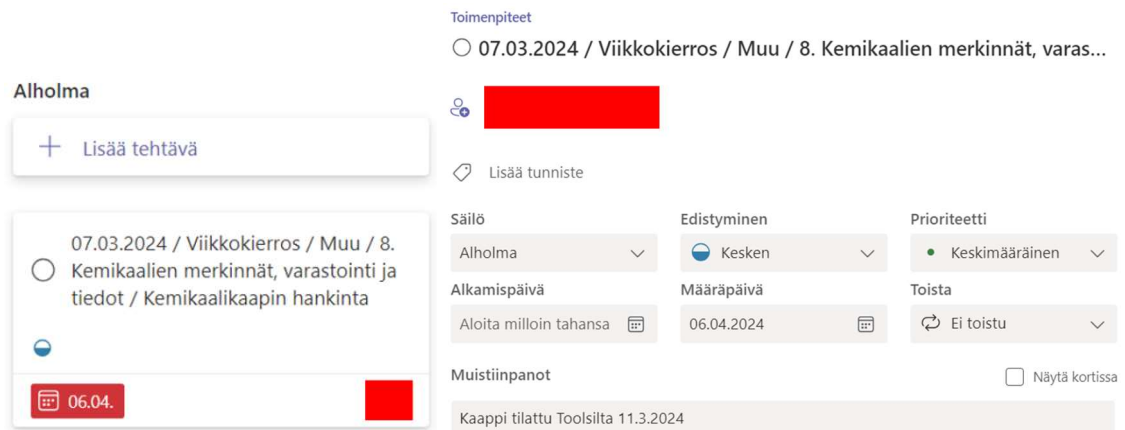 Alholma
Lisää tehtävä
07.03.2024 / Viikkokierros / Muu / 8.
Kemikaalien merkinnät, varastointi ja
tiedot / Kemikaalikaapin hankinta
06.04.
Toimenpiteet
07.03.2024 / Viikkokierros / Muu / 8. Kemikaalien merkinnät, varas...
Lisää tunniste
Säilö Edistyminen Prioriteetti
Alholma Kesken Keskimääräinen
Alkamispäivä Määräpäivä Toista
Aloita milloin tahansa 06.04.2024 Ei toistu
Muistiinpanot Näytä kortissa
Kaappi tilattu Toolsilta 11.3.2024